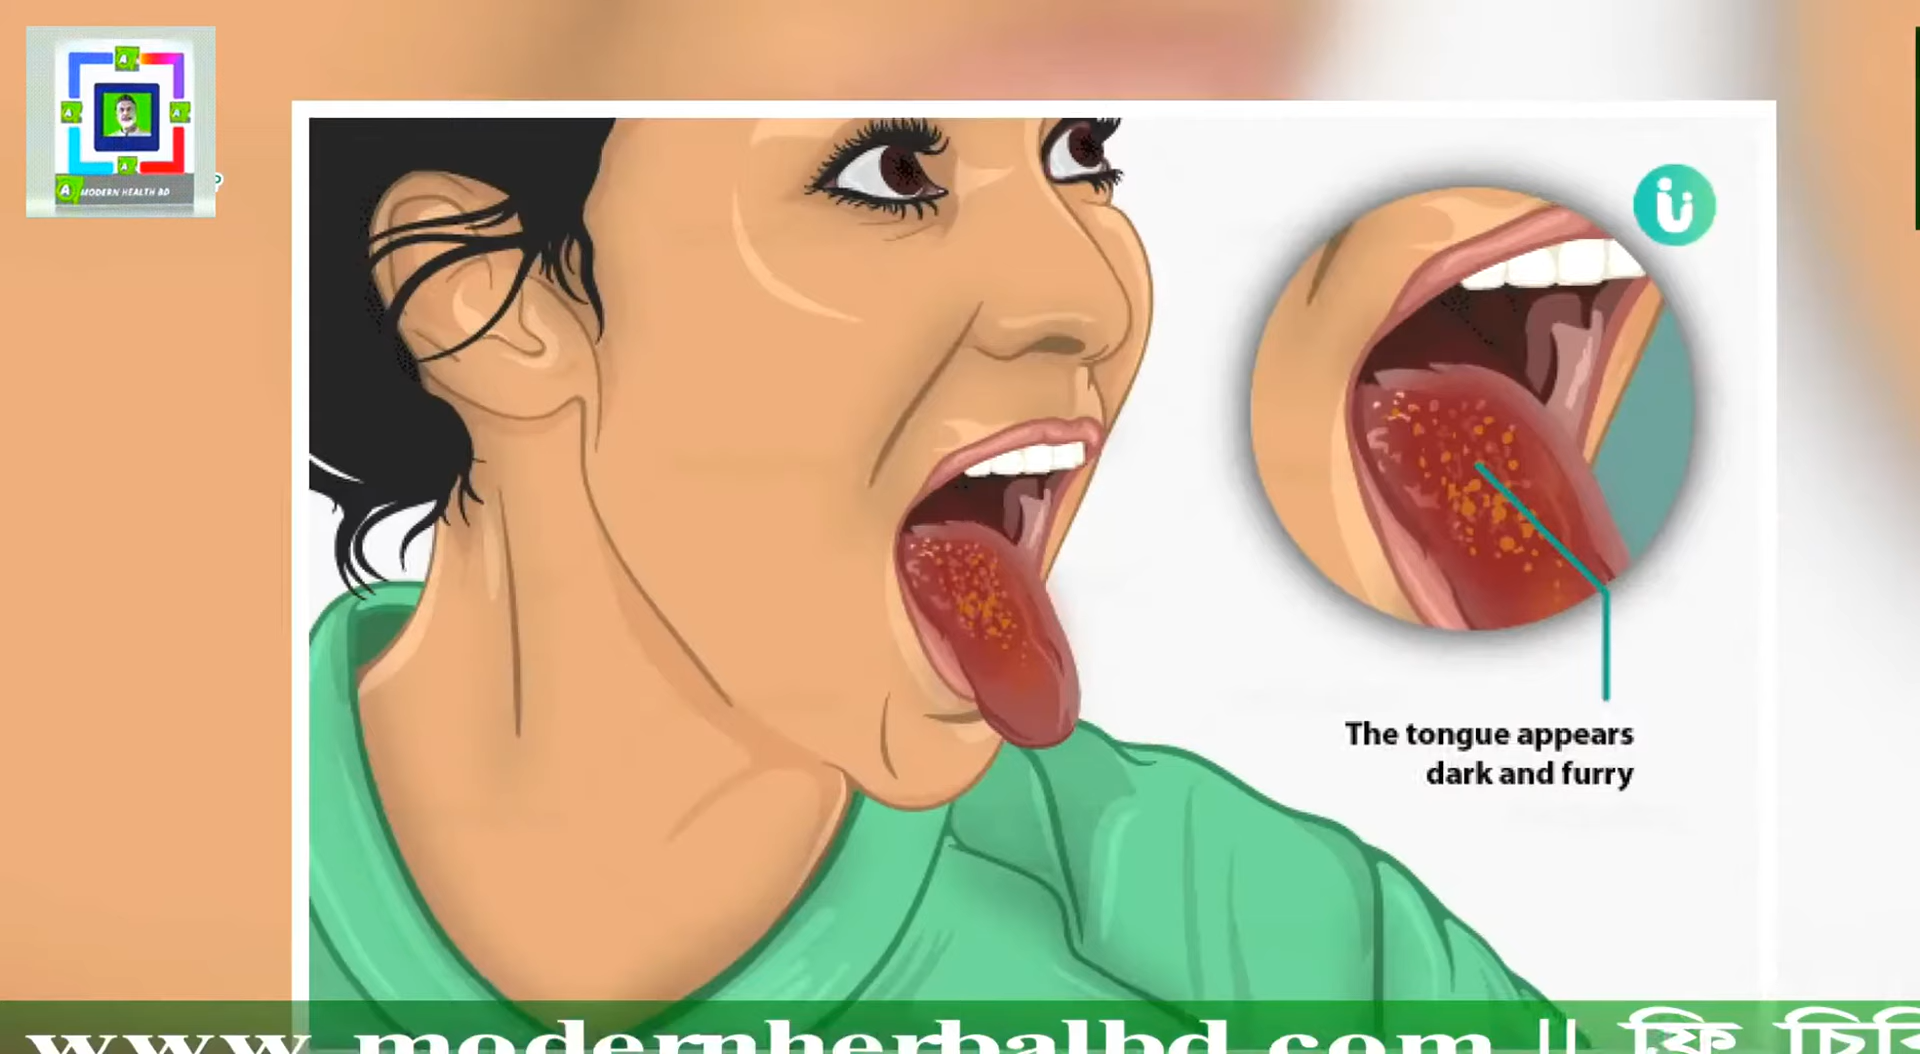 MODERN HEALTH BD
The tongue appears
dark and furry
www.modernherbalbd.com || ফ্রি